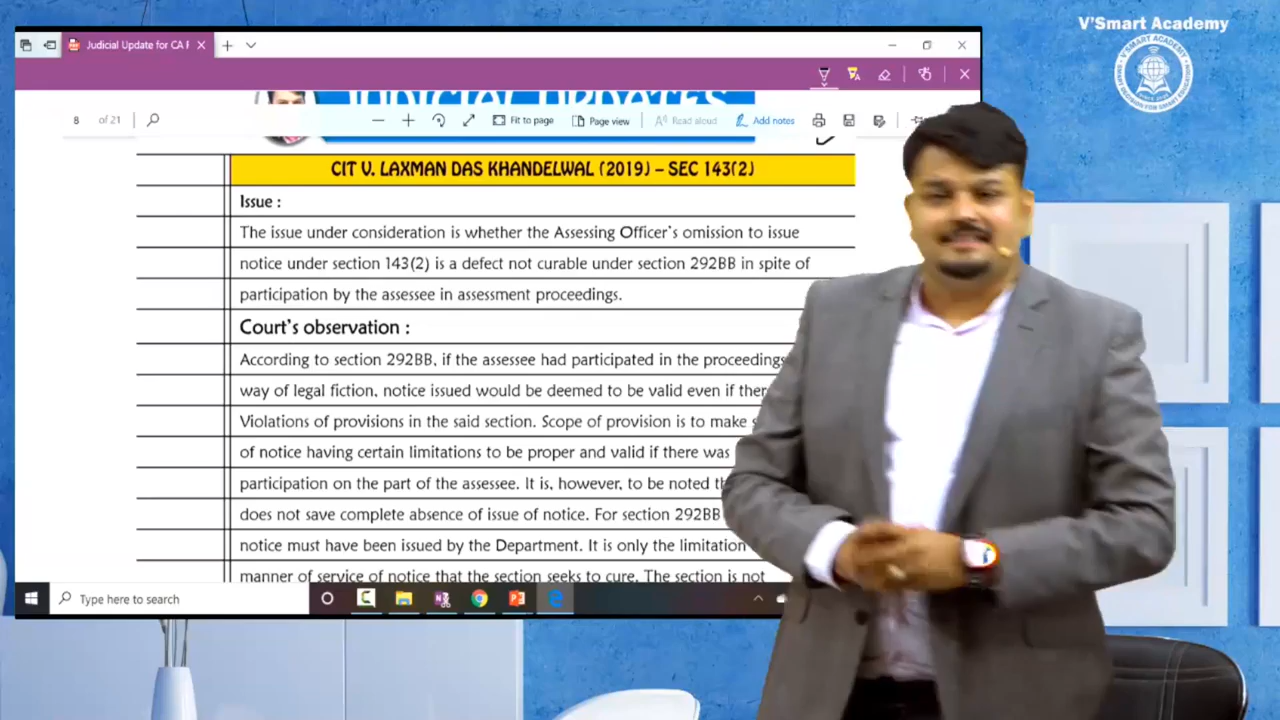 V'Smart Academy
V'SMART ACADEMY
Judicial Update for CA F
8 of 21
Fit to page
Page view
Read aloud
Add notes
JUDICIAL UPDATES
CIT V. LAXMAN DAS KHANDELWAL (2019) – SEC 143(2)
Issue :
The issue under consideration is whether the Assessing Officer's omission to issue
notice under section 143(2) is a defect not curable under section 292BB in spite of
participation by the assessee in assessment proceedings.
Court's observation :
According to section 292BB, if the assessee had participated in the proceedings
way of legal fiction, notice issued would be deemed to be valid even if ther
Violations of provisions in the said section. Scope of provision is to make
of notice having certain limitations to be proper and valid if there was
participation on the part of the assessee. It is, however, to be noted
does not save complete absence of issue of notice. For section 292BB
notice must have been issued by the Department. It is only the limitation
manner of service of notice that the section seeks to cure. The section is not
Type here to search